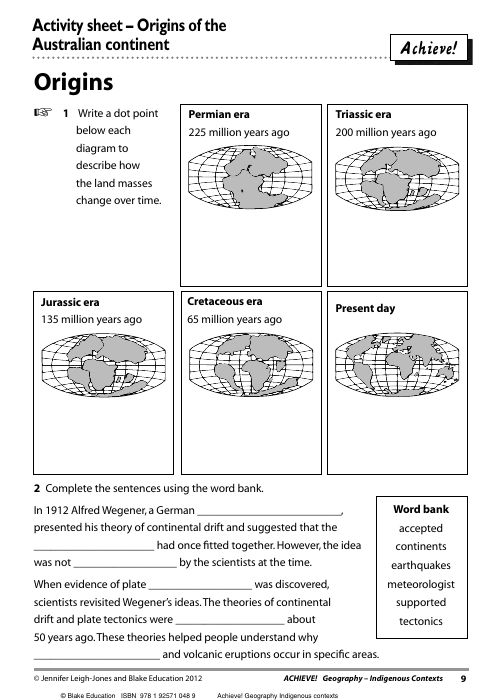 Activity sheet – Origins of the
Australian continent
Achieve!
Origins
1 Write a dot point
below each
diagram to
describe how
the land masses
change over time.
Permian era
225 million years ago
Triassic era
200 million years ago
Jurassic era
135 million years ago
Cretaceous era
65 million years ago
Present day
2 Complete the sentences using the word bank.
In 1912 Alfred Wegener, a German ________________________,
presented his theory of continental drift and suggested that the
____________________ had once fitted together. However, the idea
was not _________________ by the scientists at the time.
When evidence of plate _________________ was discovered,
scientists revisited Wegener's ideas. The theories of continental
drift and plate tectonics were __________________ about
50 years ago. These theories helped people understand why
_____________________ and volcanic eruptions occur in specific areas.
Word bank
accepted
continents
earthquakes
meteorologist
supported
tectonics
© Jennifer Leigh-Jones and Blake Education 2012 ACHIEVE! Geography – Indigenous Contexts 9
© Blake Education ISBN 978 1 92571 048 9 Achieve! Geography Indigenous contexts